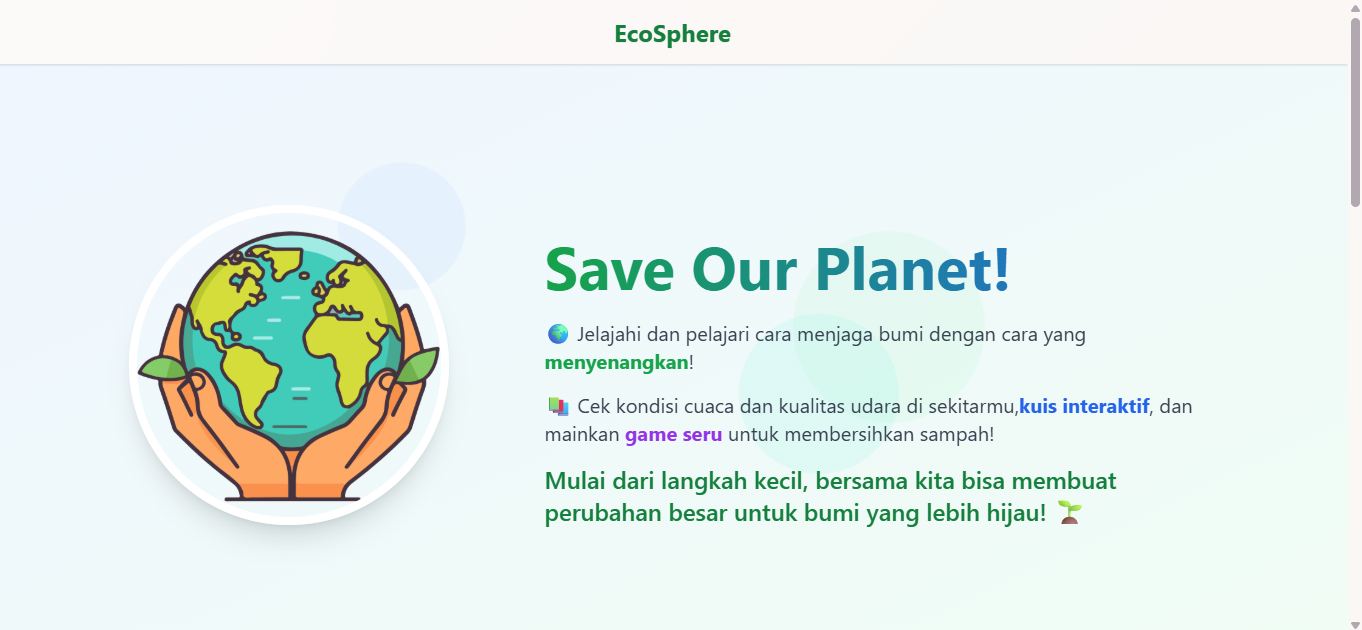 EcoSphere
Save Our Planet!
🌍 Jelajahi dan pelajari cara menjaga bumi dengan cara yang
menyenangkan!
📚 Cek kondisi cuaca dan kualitas udara di sekitarmu,kuis interaktif, dan
mainkan game seru untuk membersihkan sampah!
Mulai dari langkah kecil, bersama kita bisa membuat
perubahan besar untuk bumi yang lebih hijau! 🌱